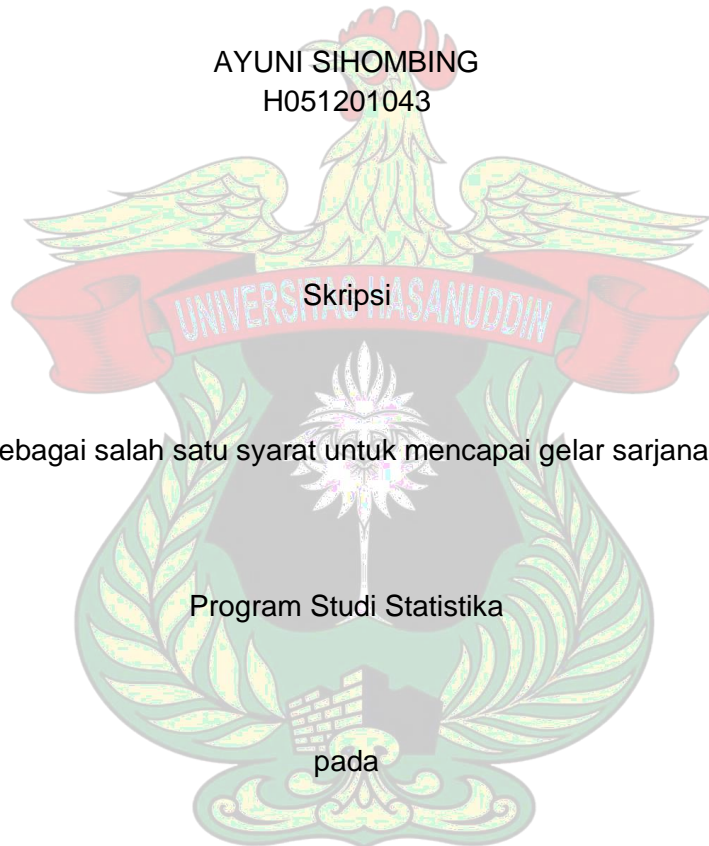 AYUNI SIHOMBING
H051201043
UNIVERSITAS HASANUDDIN
Skripsi
ebagai salah satu syarat untuk mencapai gelar sarjana
Program Studi Statistika
pada